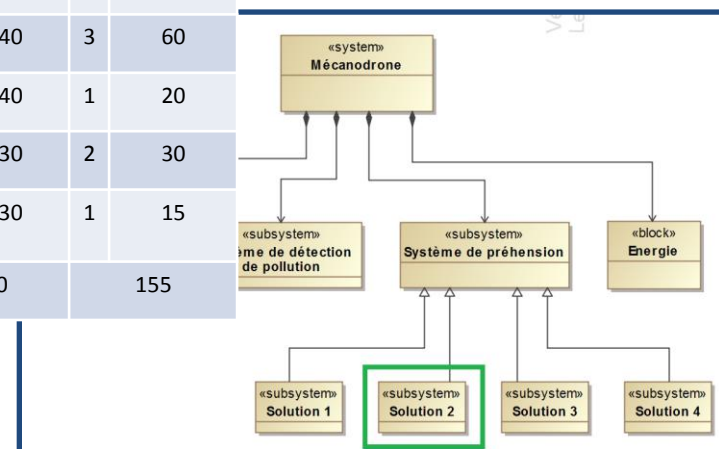 40 3 60
40 1 20
30 2 30
30 1 15
0 155
«system»
Mécanodrone
«subsystem»
ème de détection
de pollution
«subsystem»
Système de préhension
«block»
Energie
«subsystem»
Solution 1
«subsystem»
Solution 2
«subsystem»
Solution 3
«subsystem»
Solution 4